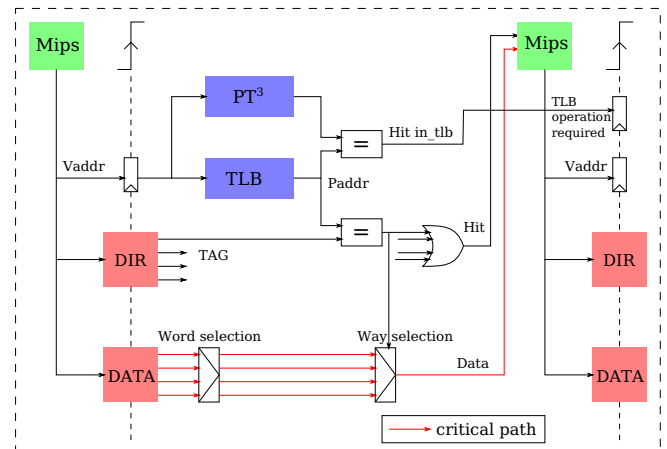 Mips
Mips
PT³
TLB
operation
required
=
Hit in_tlb
Vaddr
TLB
Paddr
Vaddr
Hit
=
DIR
TAG
DIR
Word selection
Way selection
Data
DATA
DATA
critical path